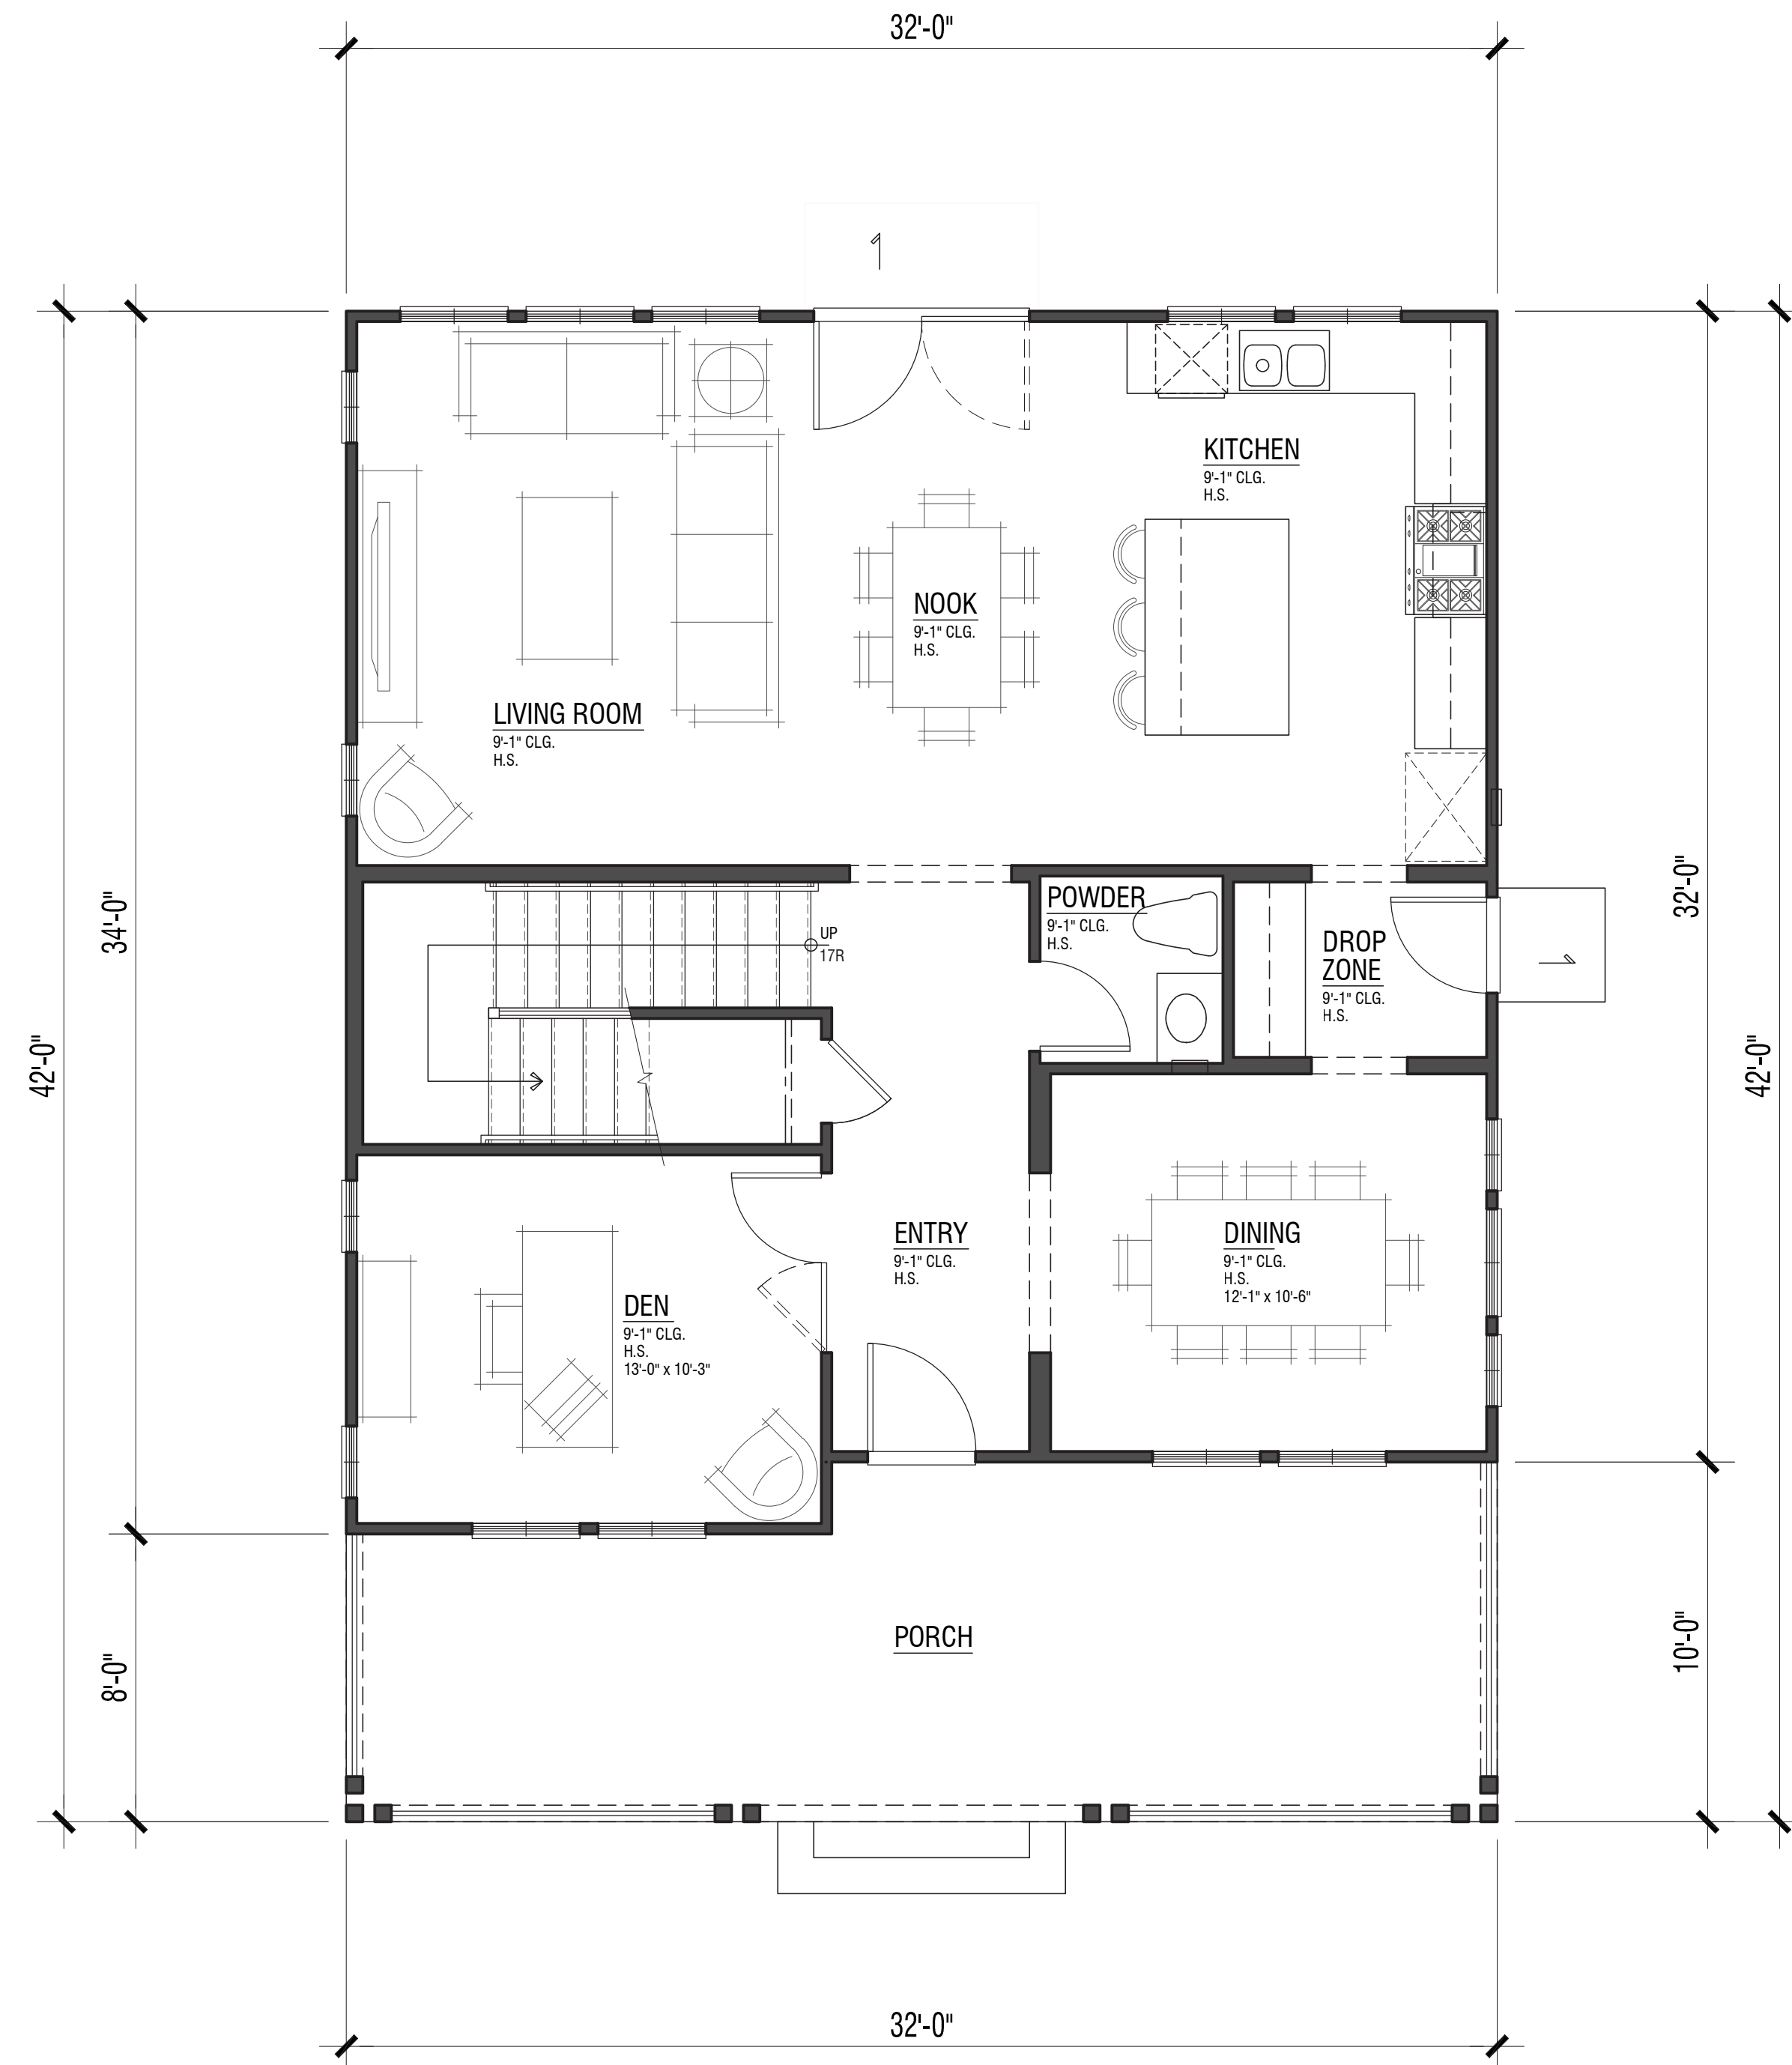 32'-0"
1
KITCHEN
9'-1" CLG.
H.S.
NOOK
9'-1" CLG.
H.S.
LIVING ROOM
9'-1" CLG.
H.S.
POWDER
9'-1" CLG.
H.S.
UP
17R
DROP
ZONE
9'-1" CLG.
H.S.
1
34'-0"
42'-0"
32'-0"
42'-0"
ENTRY
9'-1" CLG.
H.S.
DINING
9'-1" CLG.
H.S.
12'-1" x 10'-6"
DEN
9'-1" CLG.
H.S.
13'-0" x 10'-3"
PORCH
8'-0"
10'-0"
32'-0"